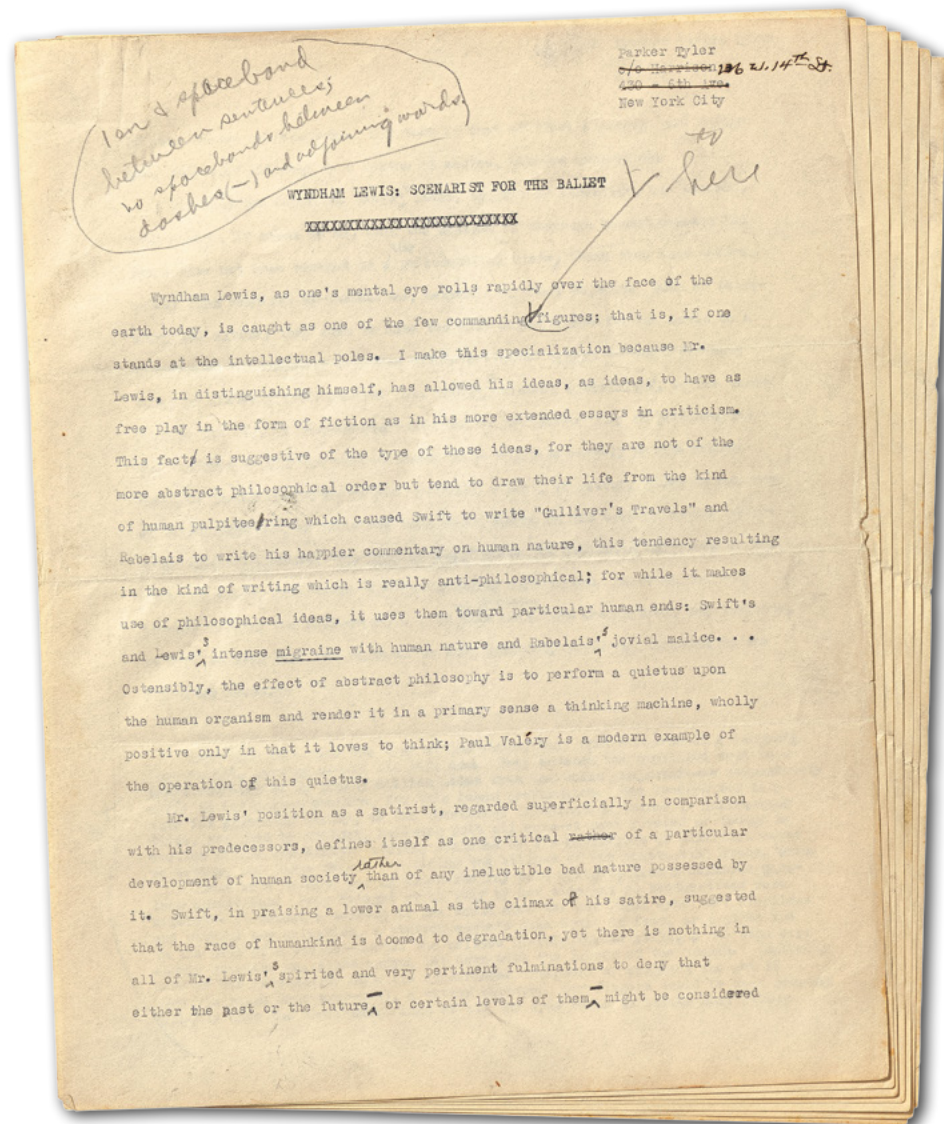 1 en & spaceband
between sentences;
no spacebands between
dashes (—) and adjoining words.
Parker Tyler
c/o Harrison 126 W. 14th St.
430 - 6th Ave.
New York City
to
here
WYNDHAM LEWIS: SCENARIST FOR THE BALLET
XXXXXXXXXXXXXXXXXXXXXXXXXX
Wyndham Lewis, as one's mental eye rolls rapidly over the face of the
earth today, is caught as one of the few commanding figures; that is, if one
stands at the intellectual poles. I make this specialization because Mr.
Lewis, in distinguishing himself, has allowed his ideas, as ideas, to have as
free play in the form of fiction as in his more extended essays in criticism.
This fact is suggestive of the type of these ideas, for they are not of the
more abstract philosophical order but tend to draw their life from the kind
of human pulpiteering which caused Swift to write "Gulliver's Travels" and
Rabelais to write his happier commentary on human nature, this tendency resulting
in the kind of writing which is really anti-philosophical; for while it makes
use of philosophical ideas, it uses them toward particular human ends: Swift's
and Lewis's intense migraine with human nature and Rabelais's jovial malice. . .
Ostensibly, the effect of abstract philosophy is to perform a quietus upon
the human organism and render it in a primary sense a thinking machine, wholly
positive only in that it loves to think; Paul Valéry is a modern example of
the operation of this quietus.
Mr. Lewis' position as a satirist, regarded superficially in comparison
with his predecessors, defines itself as one critical rather of a particular
development of human society rather than of any ineluctible bad nature possessed by
it. Swift, in praising a lower animal as the climax of his satire, suggested
that the race of humankind is doomed to degradation, yet there is nothing in
all of Mr. Lewis's spirited and very pertinent fulminations to deny that
either the past or the future — or certain levels of them — might be considered